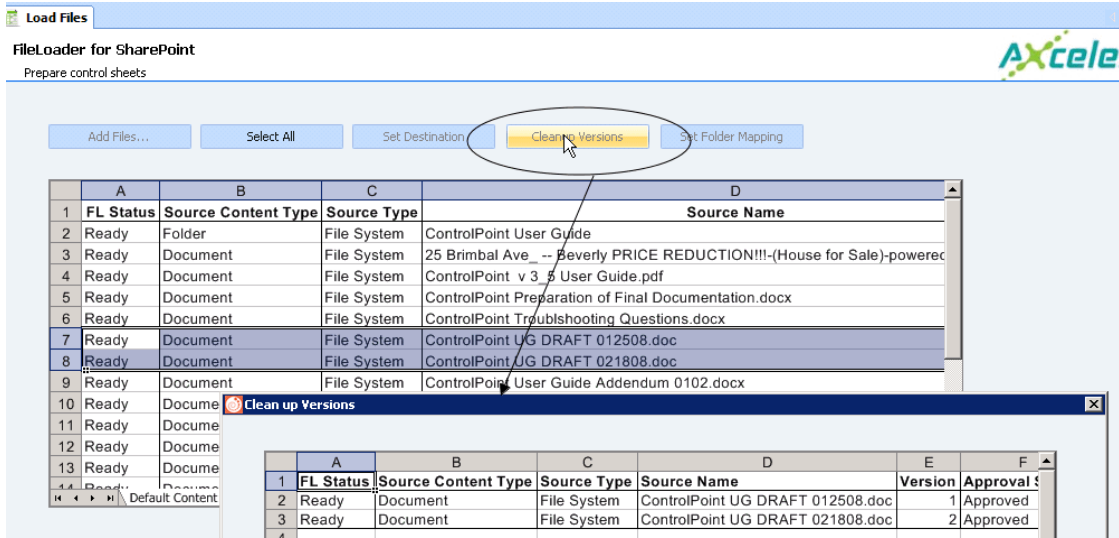 Load Files
FileLoader for SharePoint
Prepare control sheets
AXcele
Add Files... Select All Set Destination Cleanup Versions Set Folder Mapping
A B C D
1 FL Status Source Content Type Source Type Source Name
2 Ready Folder File System ControlPoint User Guide
3 Ready Document File System 25 Brimbal Ave_ -- Beverly PRICE REDUCTION!!!-(House for Sale)-powered
4 Ready Document File System ControlPoint v 3_5 User Guide.pdf
5 Ready Document File System ControlPoint Preparation of Final Documentation.docx
6 Ready Document File System ControlPoint Troublshooting Questions.docx
7 Ready Document File System ControlPoint UG DRAFT 012508.doc
8 Ready Document File System ControlPoint UG DRAFT 021808.doc
9 Ready Document File System ControlPoint User Guide Addendum 0102.docx
10 Ready Docume
11 Ready Docume
12 Ready Docume
13 Ready Docume
14 Ready Docume
Default Content
Clean up Versions
A B C D E F
1 FL Status Source Content Type Source Type Source Name Version Approval S
2 Ready Document File System ControlPoint UG DRAFT 012508.doc 1 Approved
3 Ready Document File System ControlPoint UG DRAFT 021808.doc 2 Approved
4